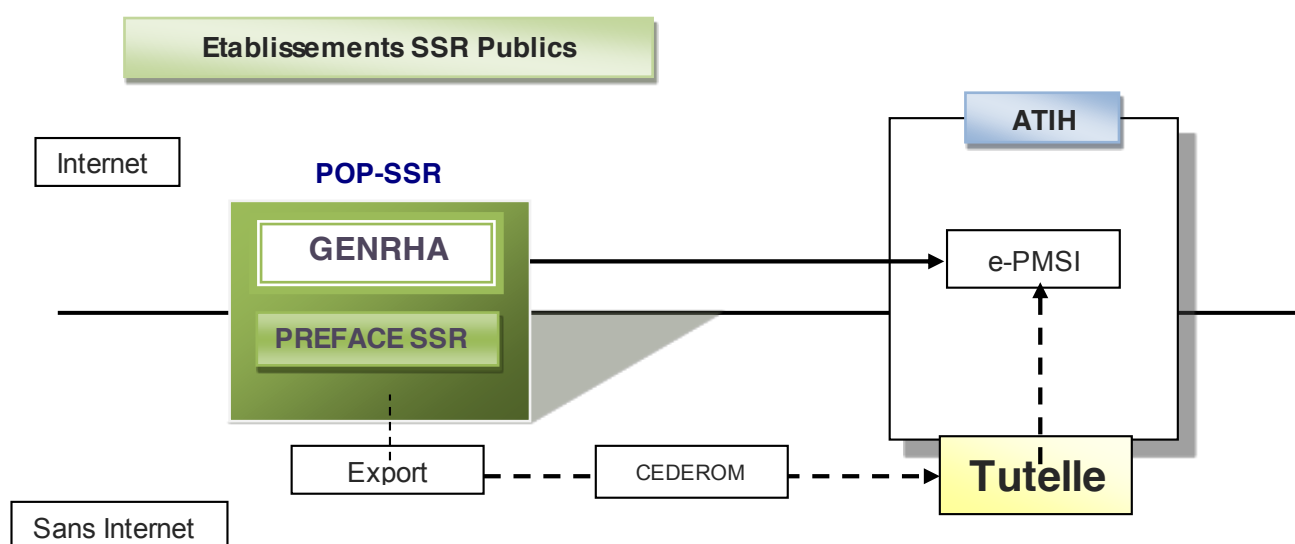 Etablissements SSR Publics
ATIH
Internet
POP-SSR
GENRHA
e-PMSI
PREFACE SSR
Export
CEDEROM
Tutelle
Sans Internet